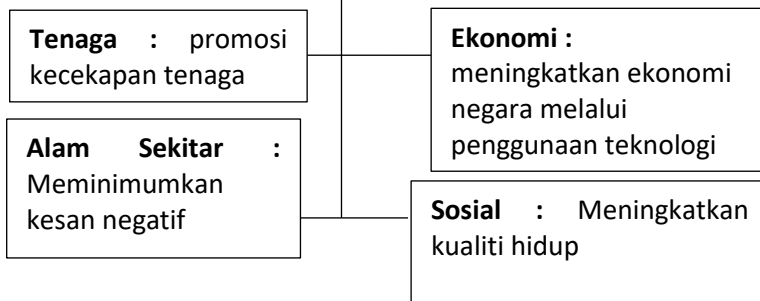 Tenaga : promosi
kecekapan tenaga
Ekonomi :
meningkatkan ekonomi
negara melalui
penggunaan teknologi
Alam Sekitar :
Meminimumkan
kesan negatif
Sosial : Meningkatkan
kualiti hidup